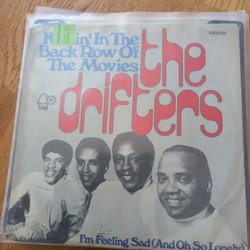 Kissin' In The
Back Row Of
The Movies
the
drifters
bell
I'm Feeling Sad (And Oh So Lonely)